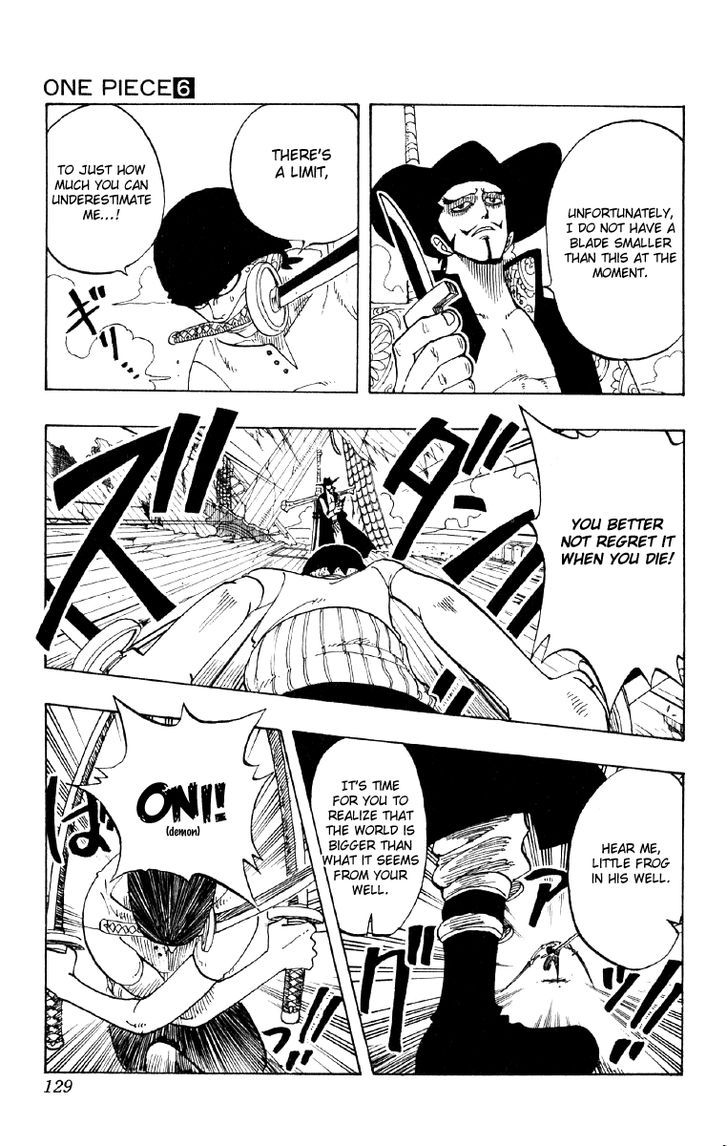 ONE PIECE 6
UNFORTUNATELY,
I DO NOT HAVE A
BLADE SMALLER
THAN THIS AT THE
MOMENT.
THERE'S
A LIMIT,
TO JUST HOW
MUCH YOU CAN
UNDERESTIMATE
ME...!
ギリッ…
YOU BETTER
NOT REGRET IT
WHEN YOU DIE!
ダン!!
ズ!!
HEAR ME,
LITTLE FROG
IN HIS WELL.
IT'S TIME
FOR YOU TO
REALIZE THAT
THE WORLD IS
BIGGER THAN
WHAT IT SEEMS
FROM YOUR
WELL.
ONI!!
(demon)
129